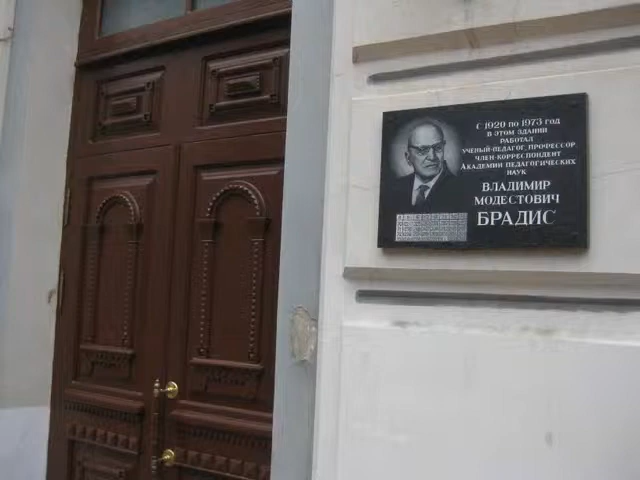 С 1920 ПО 1973 ГОД
В ЭТОМ ЗДАНИИ
РАБОТАЛ
УЧЕНЫЙ-ПЕДАГОГ, ПРОФЕССОР
ЧЛЕН-КОРРЕСПОНДЕНТ
АКАДЕМИИ ПЕДАГОГИЧЕСКИХ
НАУК
ВЛАДИМИР
МОДЕСТОВИЧ
БРАДИС